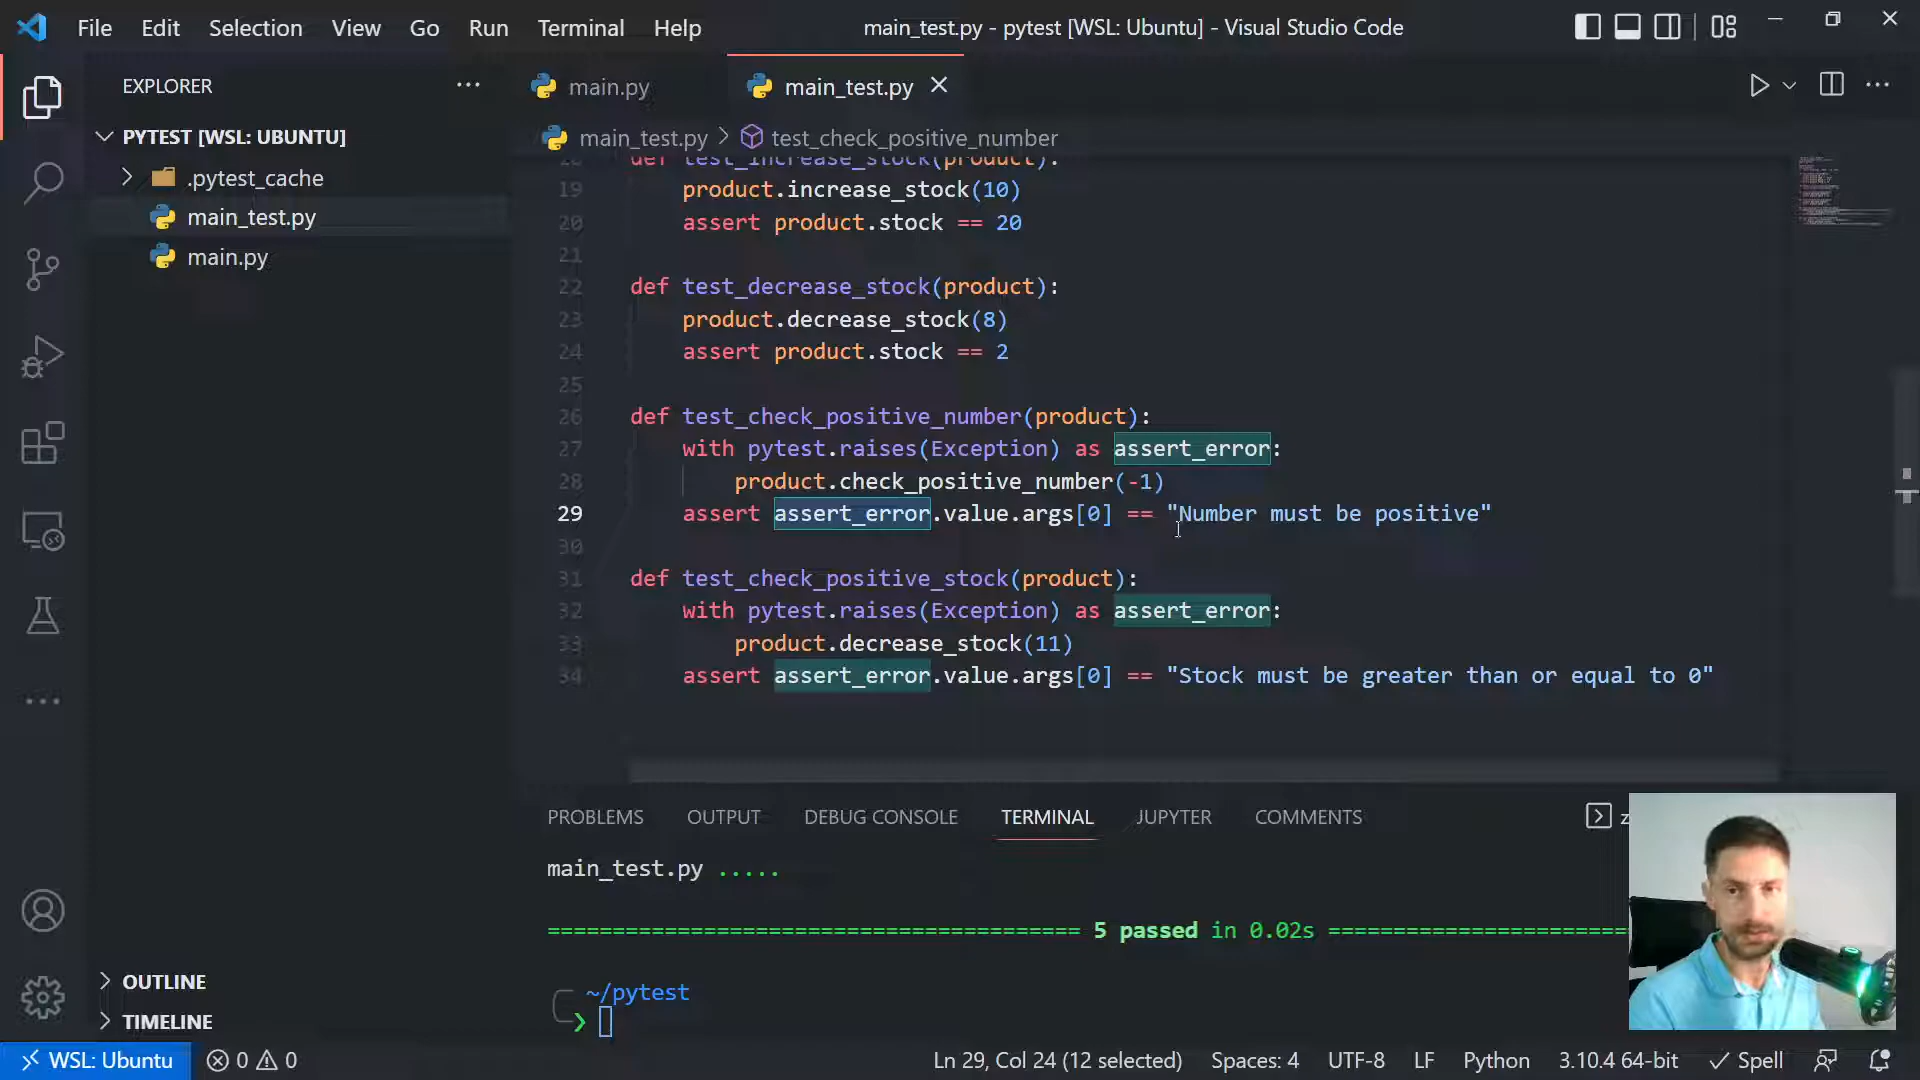 File Edit Selection View Go Run Terminal Help
main_test.py - pytest [WSL: Ubuntu] - Visual Studio Code
EXPLORER
PYTEST [WSL: UBUNTU]
.pytest_cache
main_test.py
main.py
OUTLINE
TIMELINE
main.py
main_test.py
main_test.py > test_check_positive_number
18 def test_increase_stock(product):
19 product.increase_stock(10)
20 assert product.stock == 20
21
22 def test_decrease_stock(product):
23 product.decrease_stock(8)
24 assert product.stock == 2
25
26 def test_check_positive_number(product):
27 with pytest.raises(Exception) as assert_error:
28 product.check_positive_number(-1)
29 assert assert_error.value.args[0] == "Number must be positive"
30
31 def test_check_positive_stock(product):
32 with pytest.raises(Exception) as assert_error:
33 product.decrease_stock(11)
34 assert assert_error.value.args[0] == "Stock must be greater than or equal to 0"
PROBLEMS OUTPUT DEBUG CONSOLE TERMINAL JUPYTER COMMENTS
main_test.py .....
========================================= 5 passed in 0.02s =======================
~/pytest
❯
WSL: Ubuntu 0 0 Ln 29, Col 24 (12 selected) Spaces: 4 UTF-8 LF Python 3.10.4 64-bit Spell